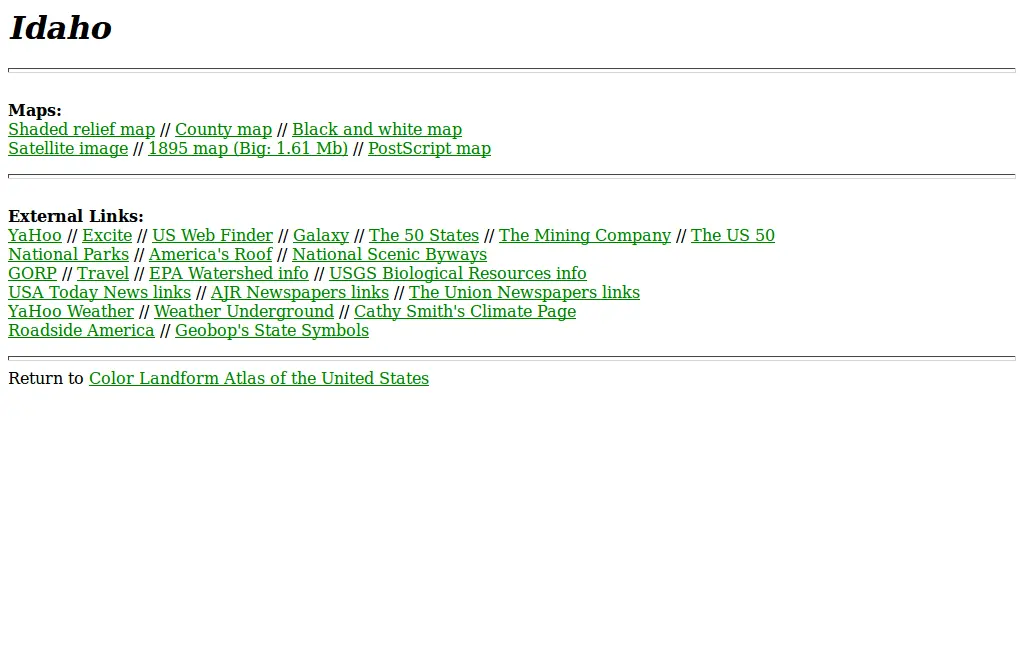 Idaho
Maps:
Shaded relief map // County map // Black and white map
Satellite image // 1895 map (Big: 1.61 Mb) // PostScript map
External Links:
YaHoo // Excite // US Web Finder // Galaxy // The 50 States // The Mining Company // The US 50
National Parks // America's Roof // National Scenic Byways
GORP // Travel // EPA Watershed info // USGS Biological Resources info
USA Today News links // AJR Newspapers links // The Union Newspapers links
YaHoo Weather // Weather Underground // Cathy Smith's Climate Page
Roadside America // Geobop's State Symbols
Return to Color Landform Atlas of the United States